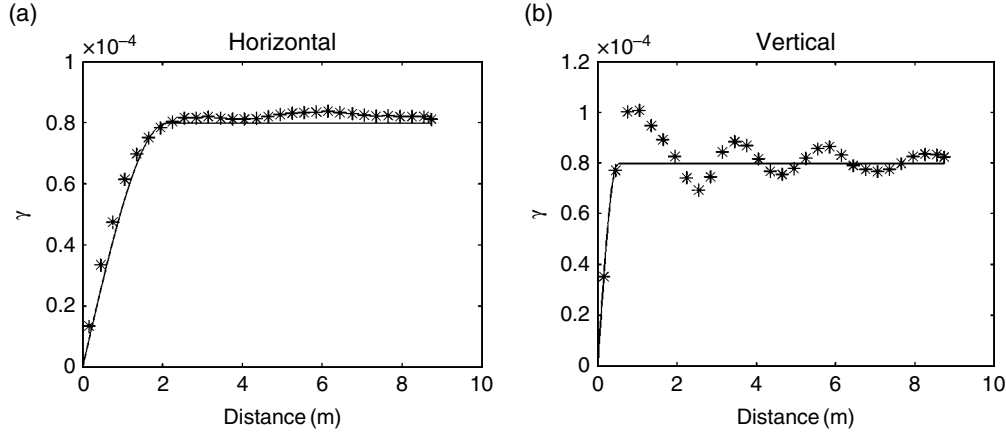 (a)
×10⁻⁴
Horizontal
1
0.8
0.6
0.4
0.2
0
γ
0 2 4 6 8 10
Distance (m)
(b)
×10⁻⁴
Vertical
1.2
1
0.8
0.6
0.4
0.2
0
γ
0 2 4 6 8 10
Distance (m)